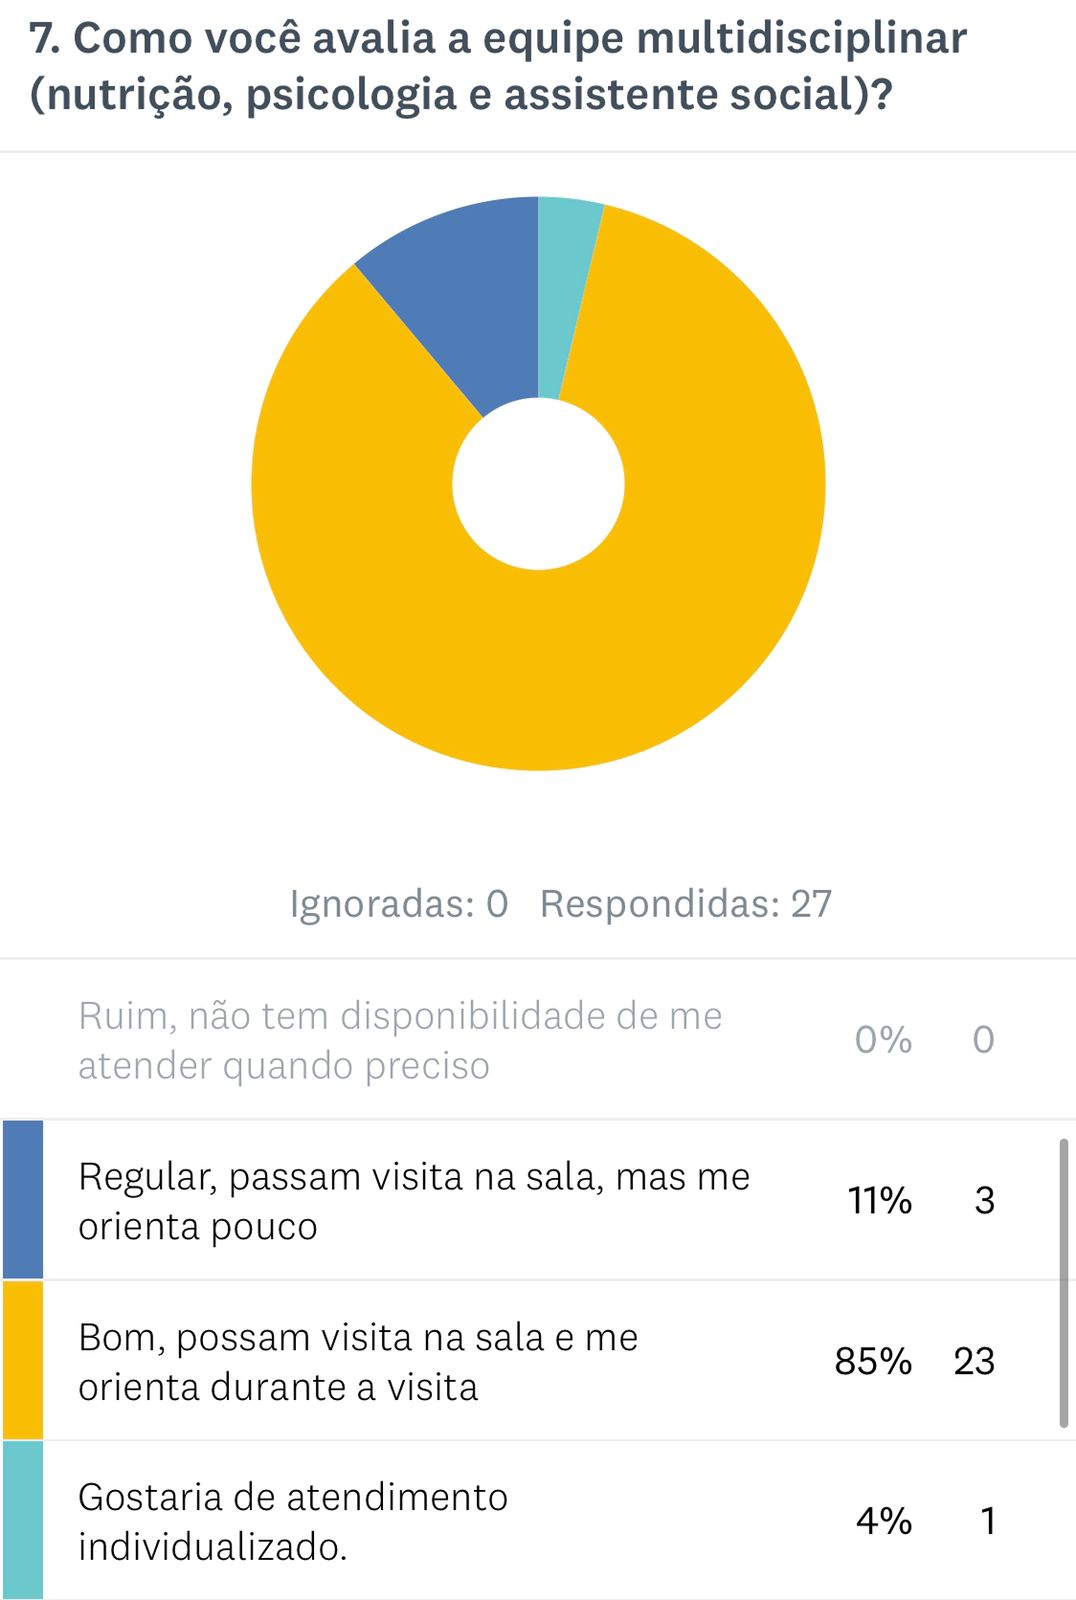 7. Como você avalia a equipe multidisciplinar
(nutrição, psicologia e assistente social)?
Ignoradas: 0 Respondidas: 27
Ruim, não tem disponibilidade de me
atender quando preciso
0% 0
Regular, passam visita na sala, mas me
orienta pouco
11% 3
Bom, possam visita na sala e me
orienta durante a visita
85% 23
Gostaria de atendimento
individualizado.
4% 1